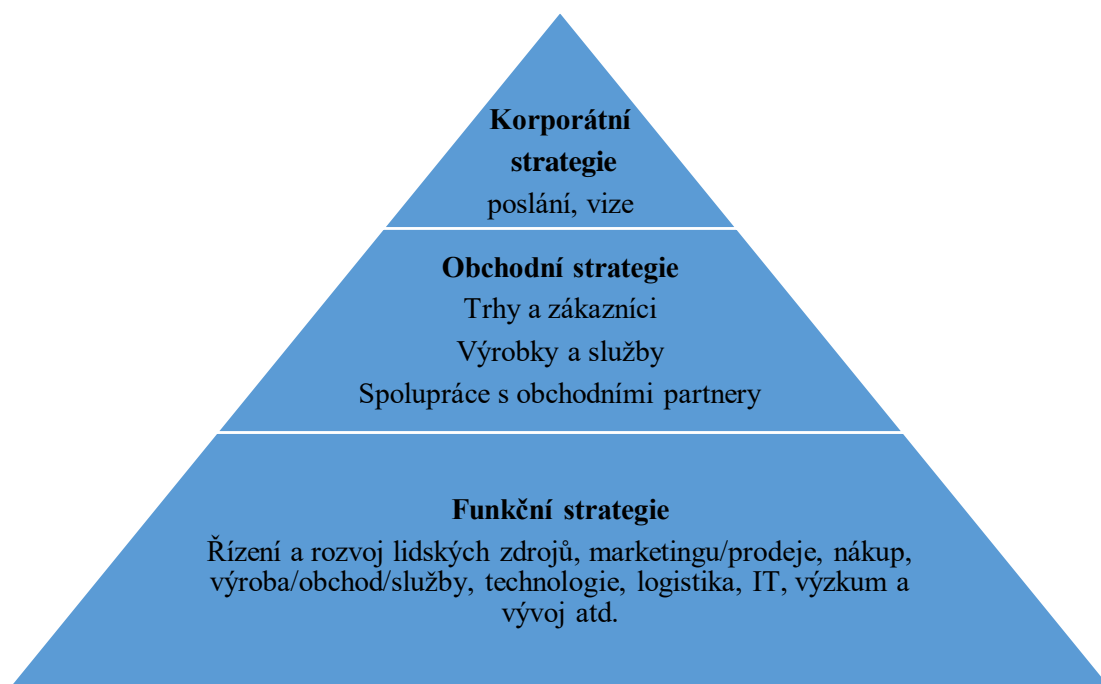 Korporátní
strategie
poslání, vize
Obchodní strategie
Trhy a zákazníci
Výrobky a služby
Spolupráce s obchodními partnery
Funkční strategie
Řízení a rozvoj lidských zdrojů, marketingu/prodeje, nákup,
výroba/obchod/služby, technologie, logistika, IT, výzkum a
vývoj atd.